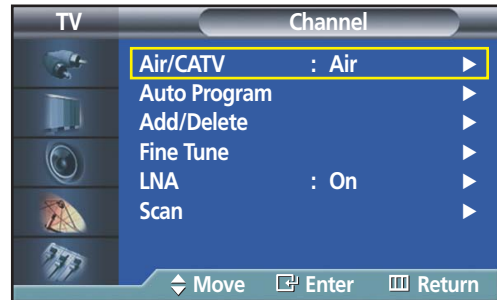 TV Channel
Air/CATV : Air
Auto Program
Add/Delete
Fine Tune
LNA : On
Scan
Move Enter Return